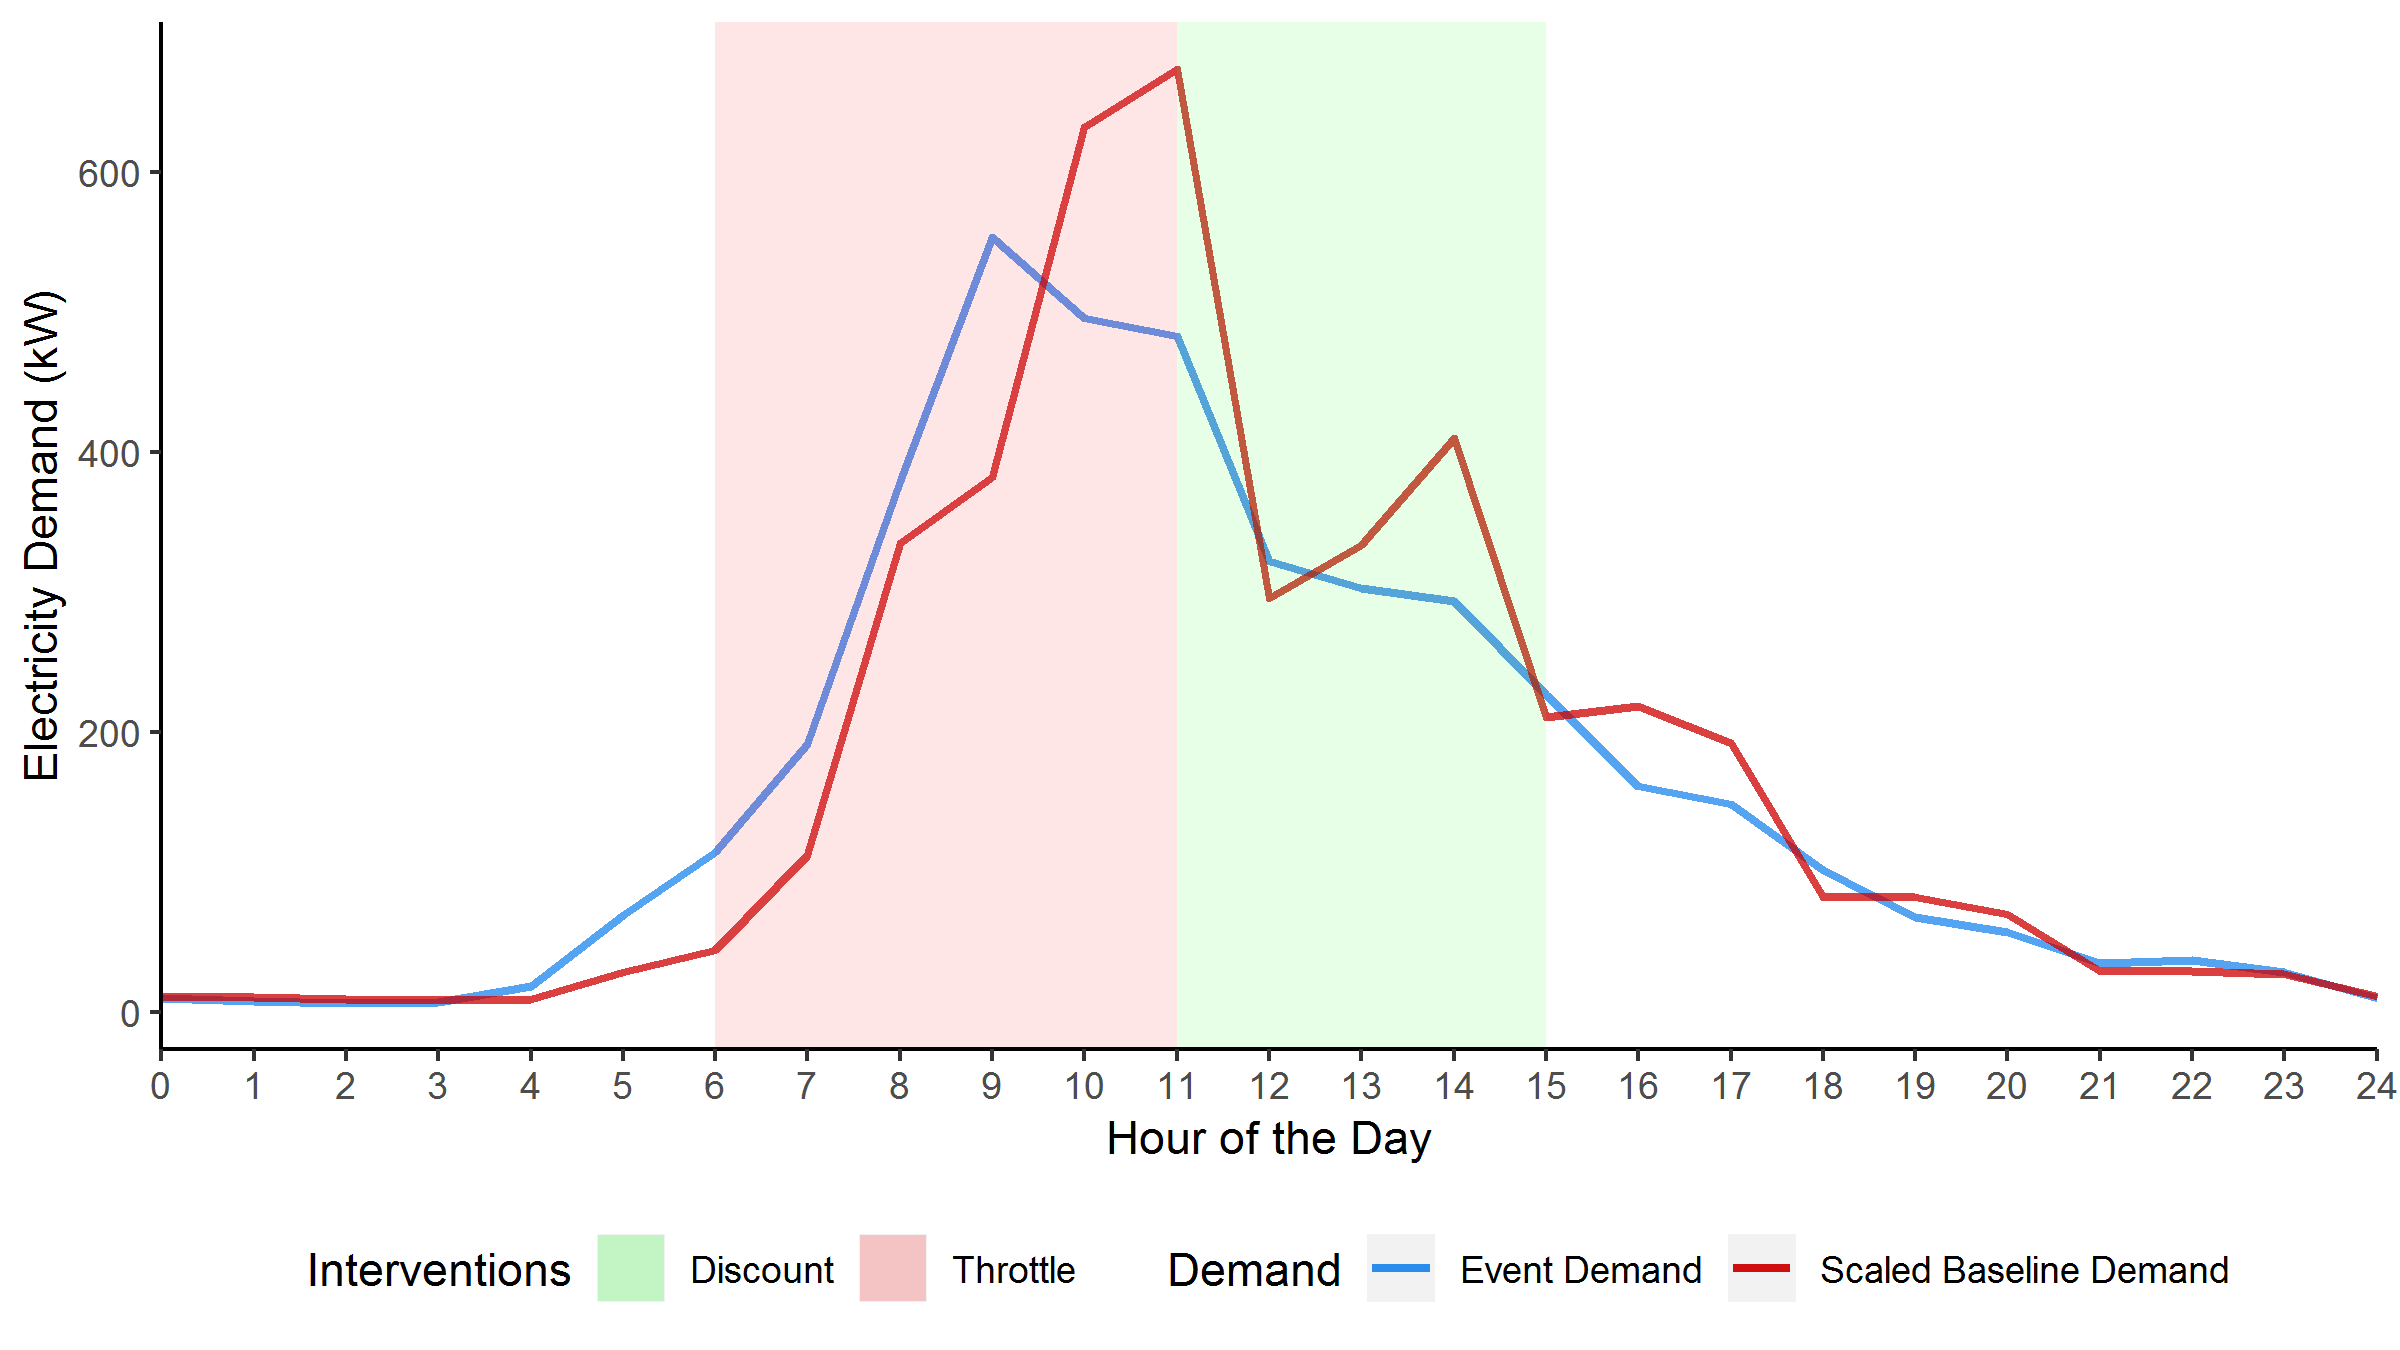 Electricity Demand (kW)
600
400
200
0
0 1 2 3 4 5 6 7 8 9 10 11 12 13 14 15 16 17 18 19 20 21 22 23 24
Hour of the Day
Interventions Discount Throttle Demand Event Demand Scaled Baseline Demand